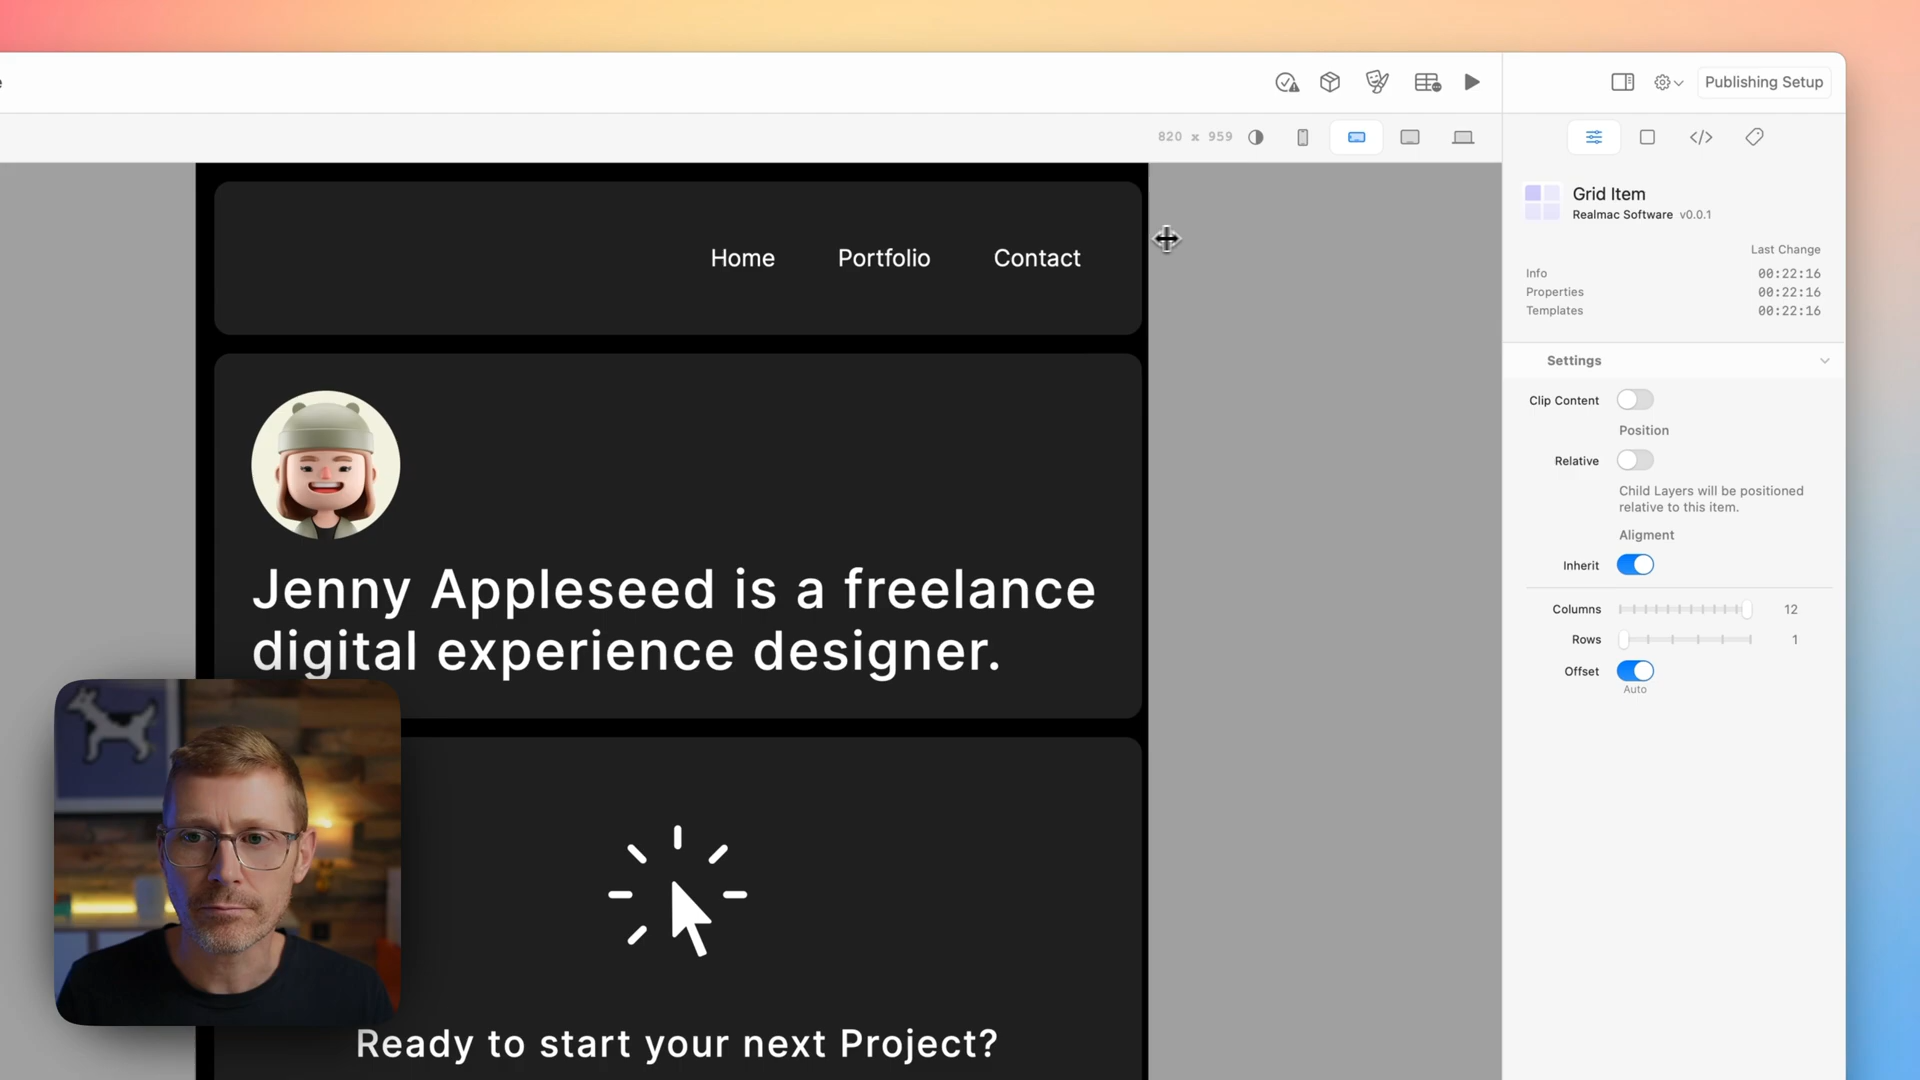 e
Publishing Setup
820 x 959
Grid Item
Realmac Software v0.0.1
Last Change
Info 00:22:16
Properties 00:22:16
Templates 00:22:16
Settings
Clip Content
Position
Relative
Child Layers will be positioned
relative to this item.
Aligment
Inherit
Columns 12
Rows 1
Offset
Auto
Home Portfolio Contact
Jenny Appleseed is a freelance
digital experience designer.
Ready to start your next Project?